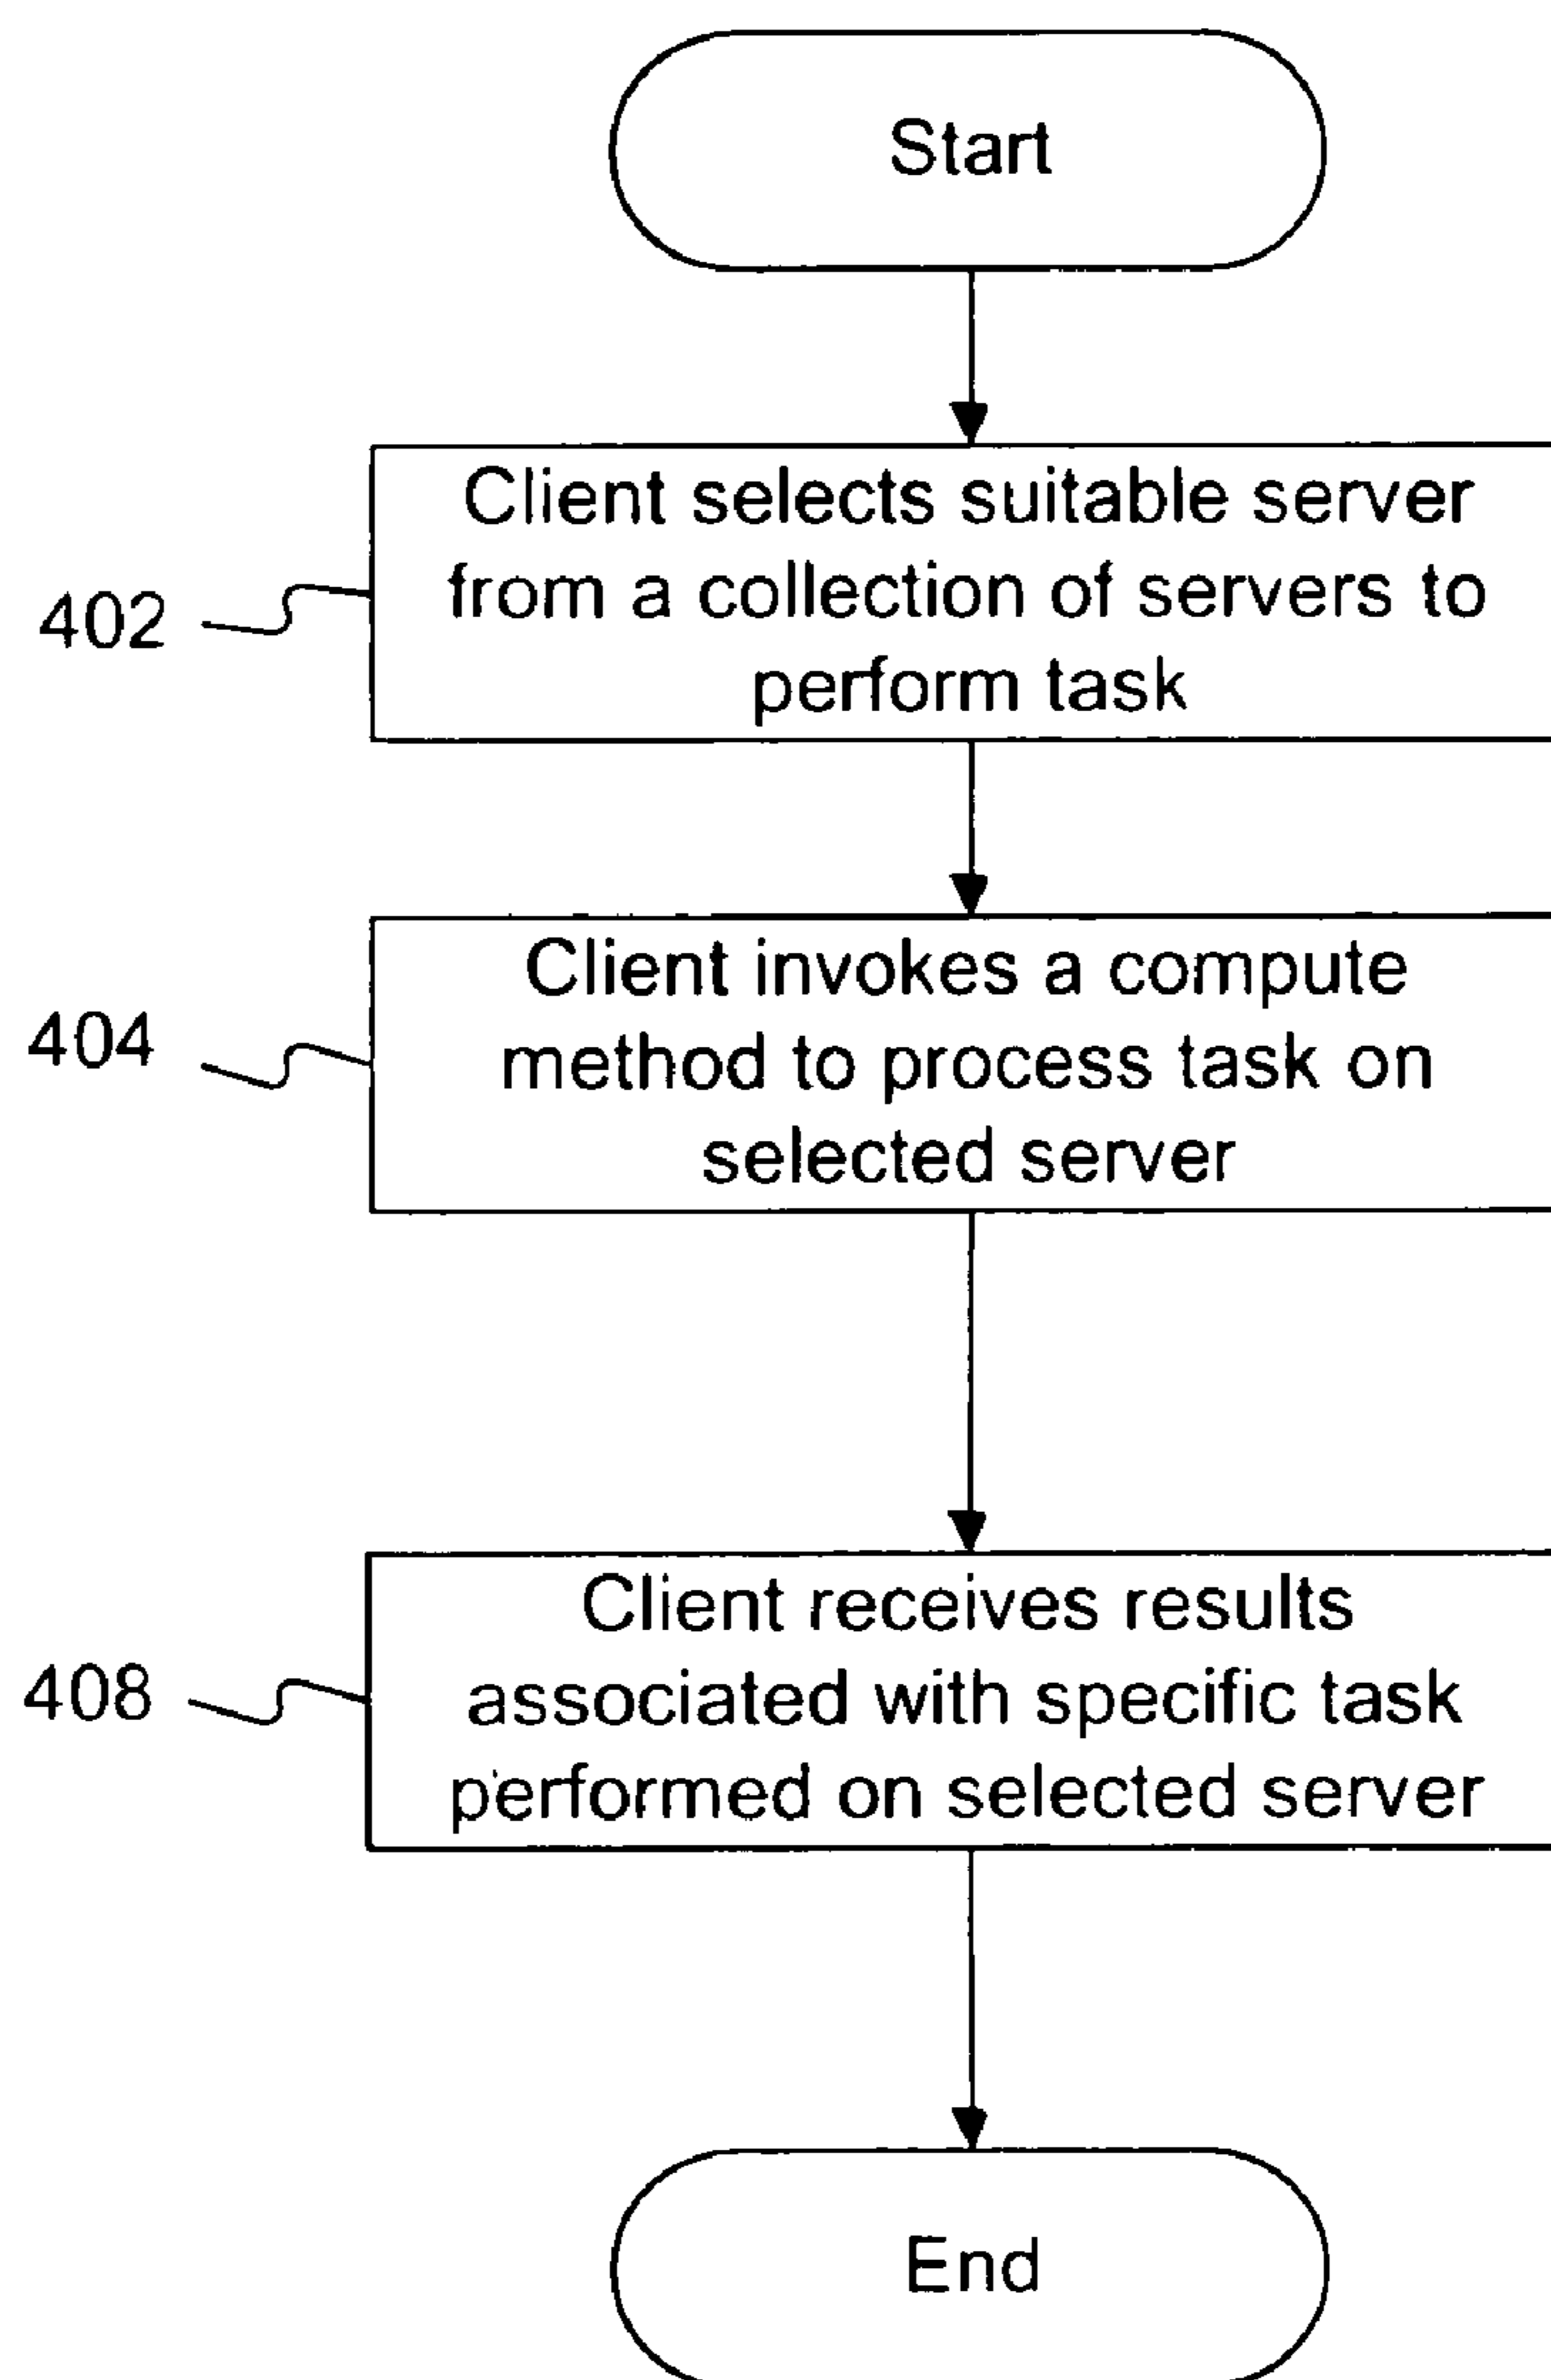 Start
Client selects suitable server
from a collection of servers to
perform task
402
Client invokes a compute
method to process task on
selected server
404
Client receives results
associated with specific task
performed on selected server
408
End